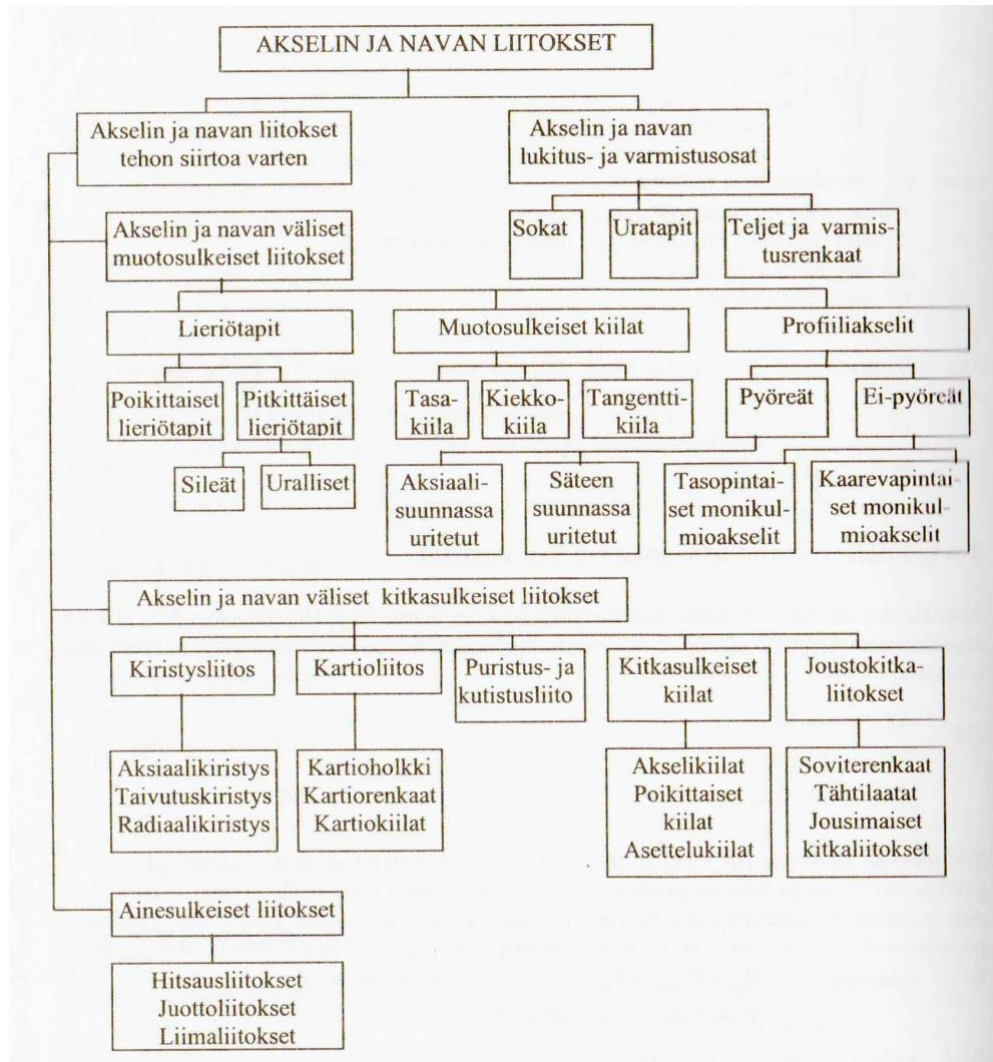 AKSELIN JA NAVAN LIITOKSET
Akselin ja navan liitokset
tehon siirtoa varten
Akselin ja navan
lukitus- ja varmistusosat
Sokat
Uratapit
Teljet ja varmis-
tusrenkaat
Akselin ja navan väliset
muotosulkeiset liitokset
Lieriötapit
Muotosulkeiset kiilat
Profiiliakselit
Poikittaiset
lieriötapit
Pitkittäiset
lieriötapit
Tasa-
kiila
Kiekko-
kiila
Tangentti-
kiila
Pyöreät
Ei-pyöreät
Sileät
Uralliset
Aksiaali-
suunnassa
uritetut
Säteen
suunnassa
uritetut
Tasopintai-
set monikul-
mioakselit
Kaarevapintai-
set monikul-
mioakselit
Akselin ja navan väliset kitkasulkeiset liitokset
Kiristysliitos
Kartioliitos
Puristus- ja
kutistusliito
Kitkasulkeiset
kiilat
Joustokitka-
liitokset
Aksiaalikiristys
Taivutuskiristys
Radiaalikiristys
Kartioholkki
Kartiorenkaat
Kartiokiilat
Akselikiilat
Poikittaiset
kiilat
Asettelukiilat
Soviterenkaat
Tähtilaatat
Jousimaiset
kitkaliitokset
Ainesulkeiset liitokset
Hitsausliitokset
Juottoliitokset
Liimaliitokset